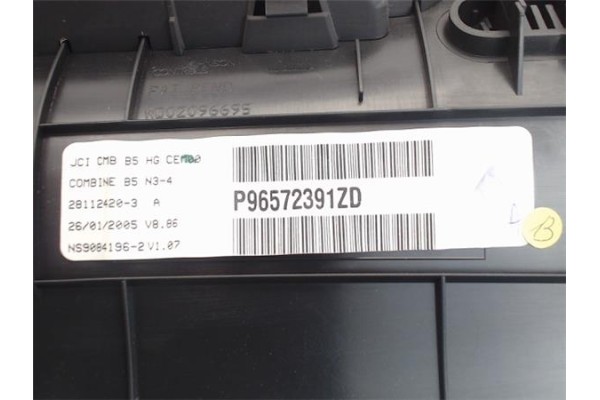 JCI CMB B5 HG CEM00
COMBINE B5 N3-4
28112420-3 A
26/01/2005 V8.86
NS9084196-2 V1.07
P96572391ZD
B